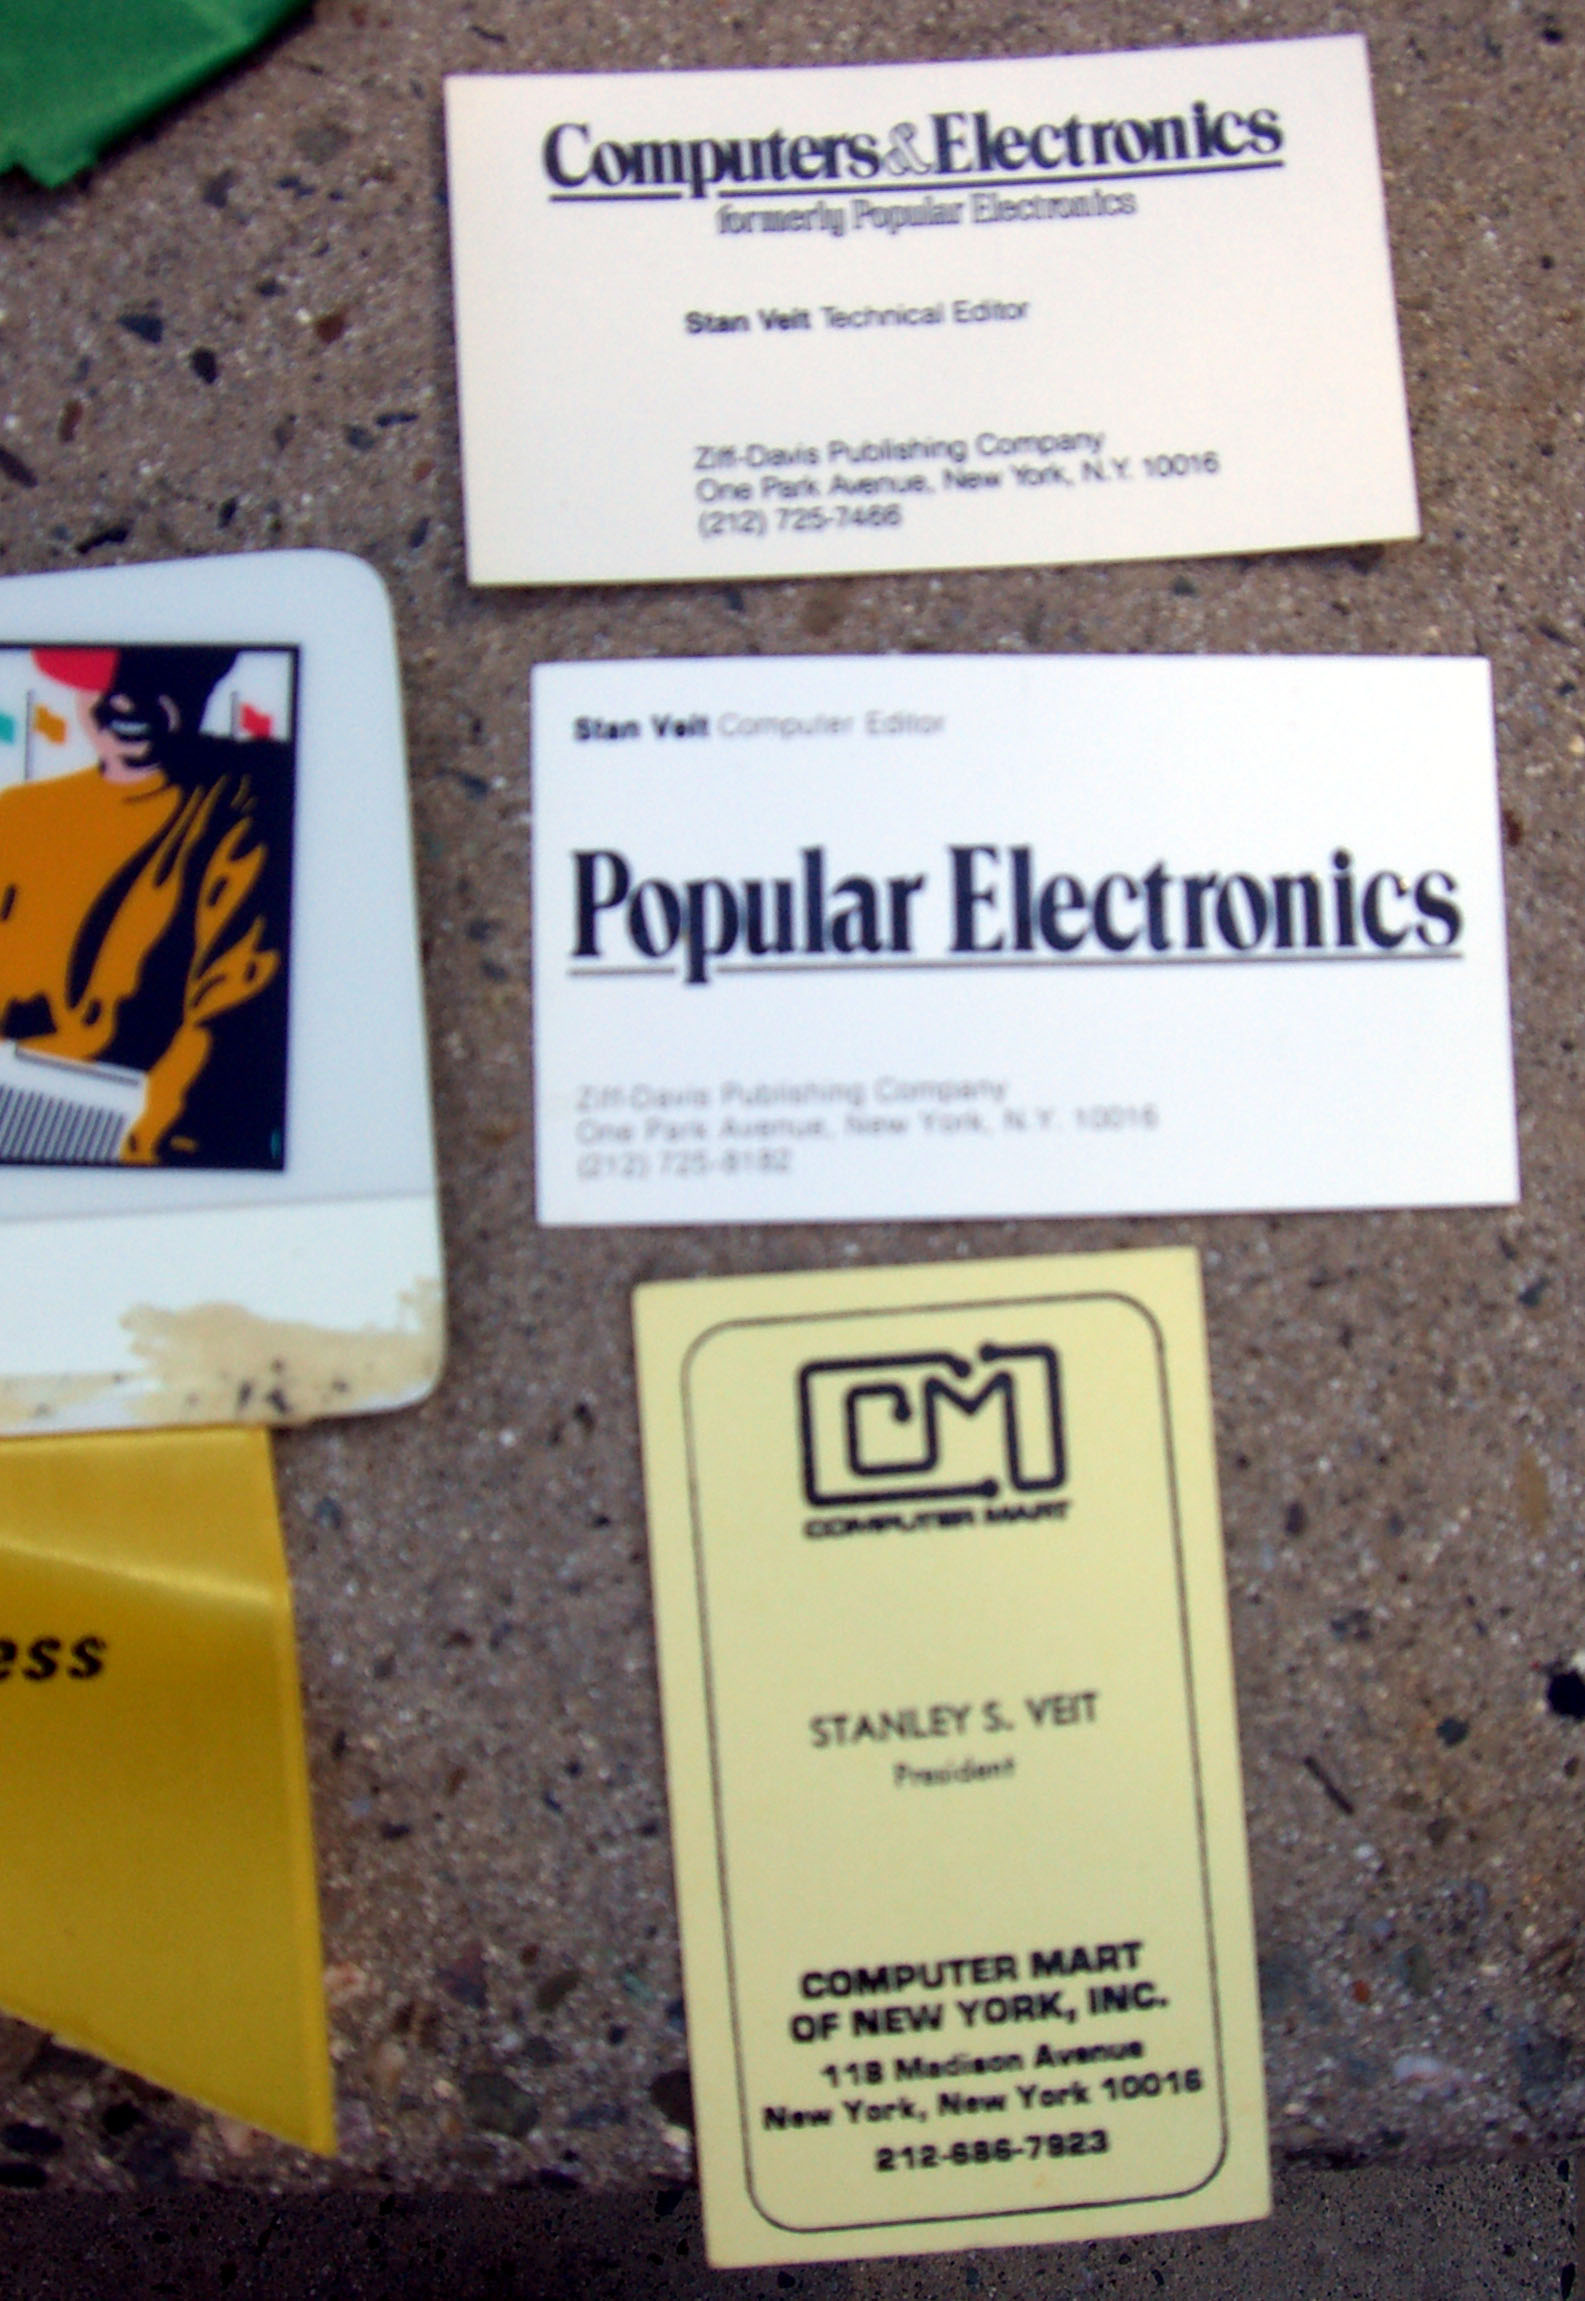 Computers&Electronics
formerly Popular Electronics
Stan Veit Technical Editor
Ziff-Davis Publishing Company
One Park Avenue, New York, N.Y. 10016
(212) 725-7466
Stan Veit Computer Editor
Popular Electronics
Ziff-Davis Publishing Company
One Park Avenue, New York, N.Y. 10016
(212) 725-8182
CM
COMPUTER MART
STANLEY S. VEIT
President
COMPUTER MART
OF NEW YORK, INC.
118 Madison Avenue
New York, New York 10016
212-686-7923
ess